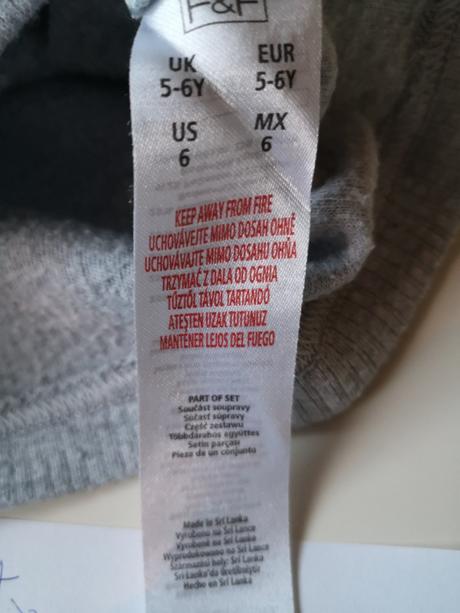 F&F
UK EUR
5-6Y 5-6Y
US MX
6 6
KEEP AWAY FROM FIRE
UCHOVÁVEJTE MIMO DOSAH OHNĚ
UCHOVÁVAJTE MIMO DOSAHU OHŇA
TRZYMAĆ Z DALA OD OGNIA
TŰZTŐL TÁVOL TARTANDÓ
ATEŞTEN UZAK TUTUNUZ
MANTENER LEJOS DEL FUEGO
PART OF SET
Součást soupravy
Súčasť súpravy
Część zestawu
Többdarabos együttes
Setin parçası
Pieza de un conjunto
Made in Sri Lanka
Vyrobeno na Srí Lance
Vyrobené na Srí Lanke
Wyprodukowano na Sri Lance
Származási hely: Sri Lanka
Sri Lanka'da üretilmiştir
Hecho en Sri Lanka